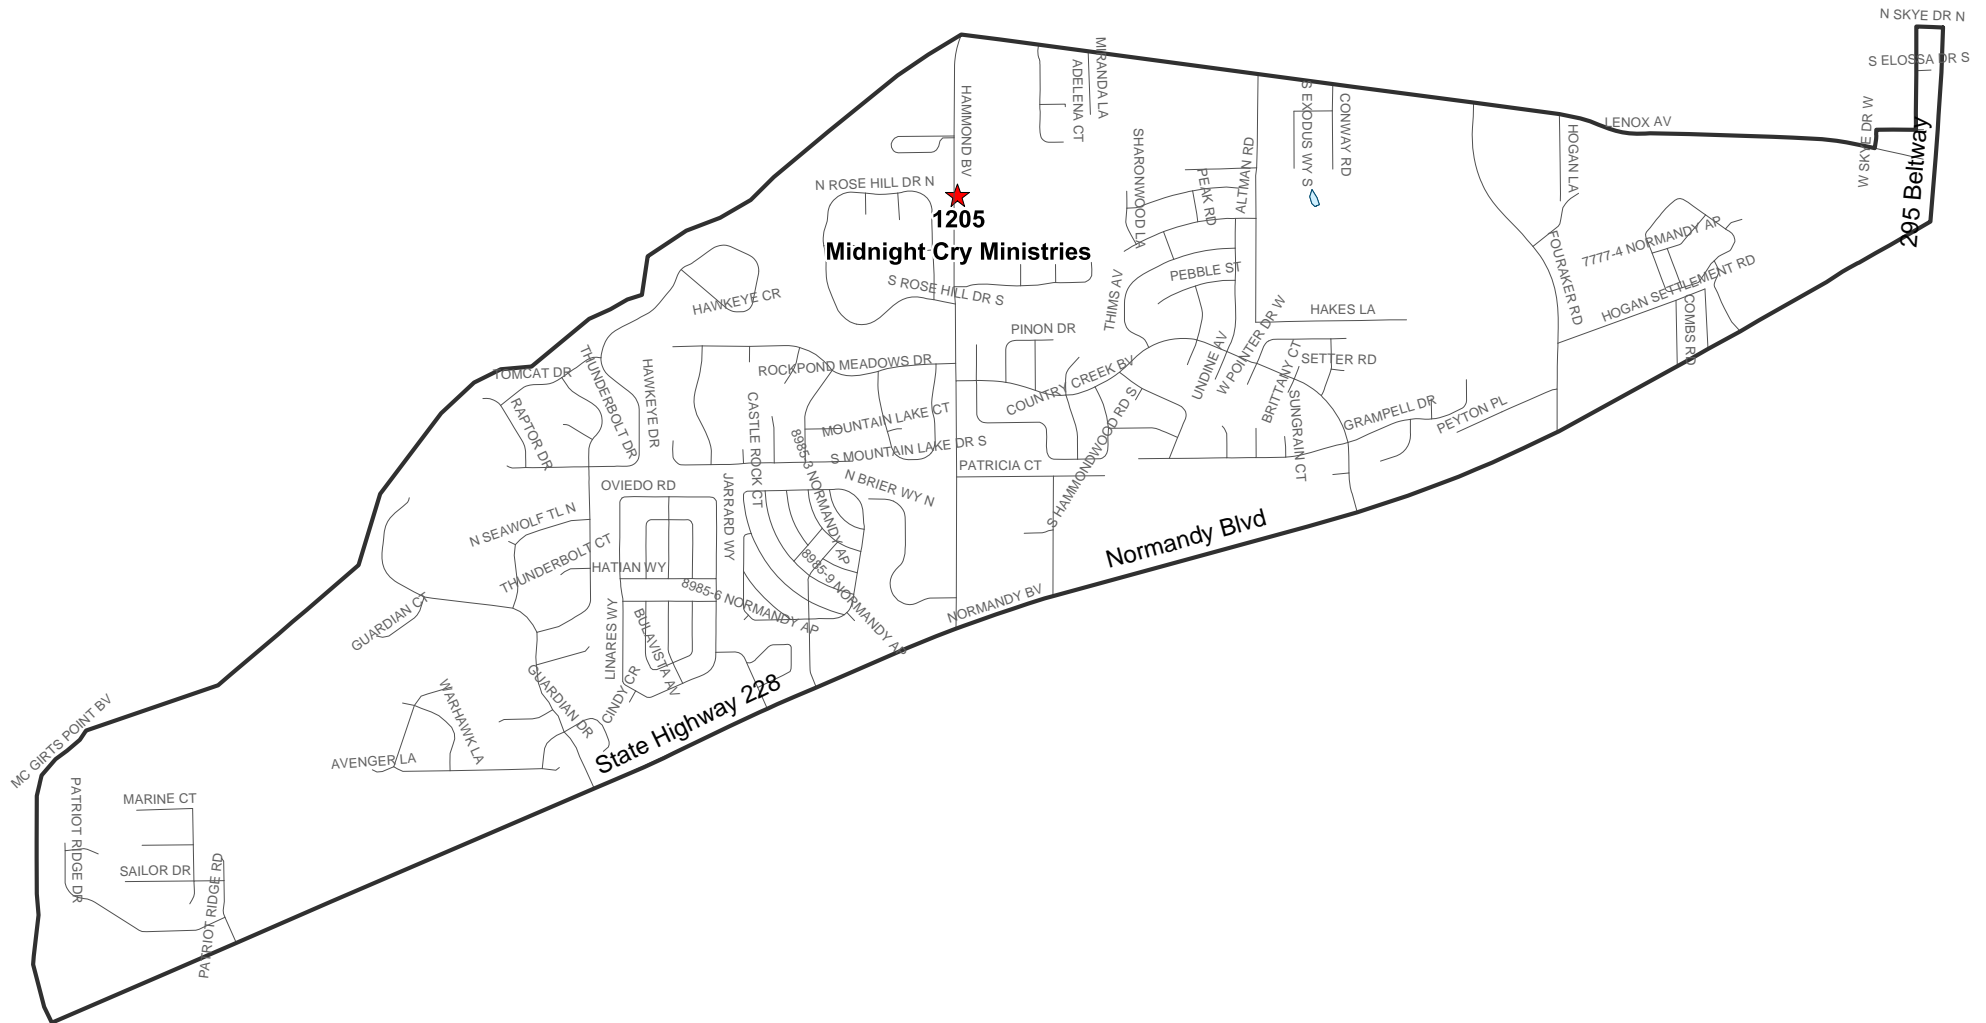 N SKYE DR N
S ELOSSA DR S
W SKYE DR W
295 Beltway
LENOX AV
MIRANDA LA
ADELENA CT
HAMMOND BV
S EXODUS WY S
CONWAY RD
HOGAN LA
SHARONWOOD LA
PEAK RD
ALTMAN RD
N ROSE HILL DR N
1205
Midnight Cry Ministries
7777-4 NORMANDY AP
FOURAKER RD
HOGAN SETTLEMENT RD
COMBS RD
PEBBLE ST
THIMS AV
S ROSE HILL DR S
HAWKEYE CR
HAKES LA
PINON DR
W POINTER DR W
UNDINE AV
SETTER RD
BRITTANY CT
SUNGRAIN CT
COUNTRY CREEK BV
ROCKPOND MEADOWS DR
THUNDERBOLT DR
HAWKEYE DR
TOMCAT DR
RAPTOR DR
CASTLE ROCK CT
MOUNTAIN LAKE CT
S MOUNTAIN LAKE DR S
8985-3 NORMANDY AP
GRAMPELL DR
PEYTON PL
S HAMMONDWOOD RD S
PATRICIA CT
N BRIER WY N
OVIEDO RD
JARRARD WY
N SEAWOLF TL N
THUNDERBOLT CT
HATIAN WY
8985-9 NORMANDY AP
8985-6 NORMANDY AP
Normandy Blvd
NORMANDY BV
GUARDIAN CT
LINARES WY
BULAVISTA AV
CINDY CR
GUARDIAN DR
State Highway 228
WARHAWK LA
AVENGER LA
MC GIRTS POINT BV
PATRIOT RIDGE DR
MARINE CT
SAILOR DR
PATRIOT RIDGE RD